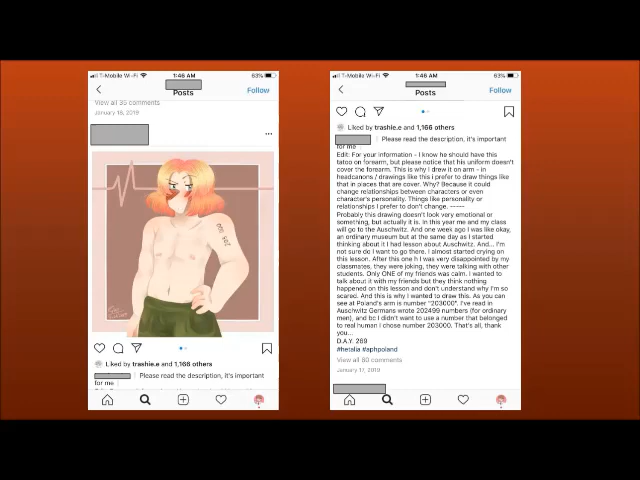 T-Mobile Wi-Fi
1:46 AM
63%
Posts
Follow
View all 35 comments
January 16, 2019
Liked by trashie.e and 1,166 others
Please read the description, it's important
for me
T-Mobile Wi-Fi
1:46 AM
63%
Posts
Follow
Liked by trashie.e and 1,166 others
Please read the description, it's important
for me
Edit: For your information - I know he should have this
tatoo on forearm, but please notice that his uniform doesn't
cover the forearm. This is why I drew it on arm - in
headcanons / drawings like this i prefer to draw things like
that in places that are cover. Why? Because it could
change relationships between characters or even
character's personality. Things like personality or
relationships I prefer to don't change. -----
Probably this drawing doesn't look very emotional or
something, but actually it is. In this year me and my class
will go to the Auschwitz. And one week ago I was like okay,
an ordinary museum but at the same day as I started
thinking about it I had lesson about Auschwitz. And... I'm
not sure do I want to go there. I almost started crying on
this lesson. After this one h I was very disappointed by my
classmates, they were joking, they were talking with other
students. Only ONE of my friends was calm. I wanted to
talk about it with my friends but they think nothing
happened on this lesson and don't understand why I'm so
scared. And this is why I wanted to draw this. As you can
see at Poland's arm is number "203000". I've read in
Auschwitz Germans wrote 202499 numbers (for ordinary
men), and bc I didn't want to use a number that belonged
to real human I chose number 203000. That's all, thank
you...
D.A.Y. 269
#hetalia #aphpoland
View all 60 comments
January 17, 2019